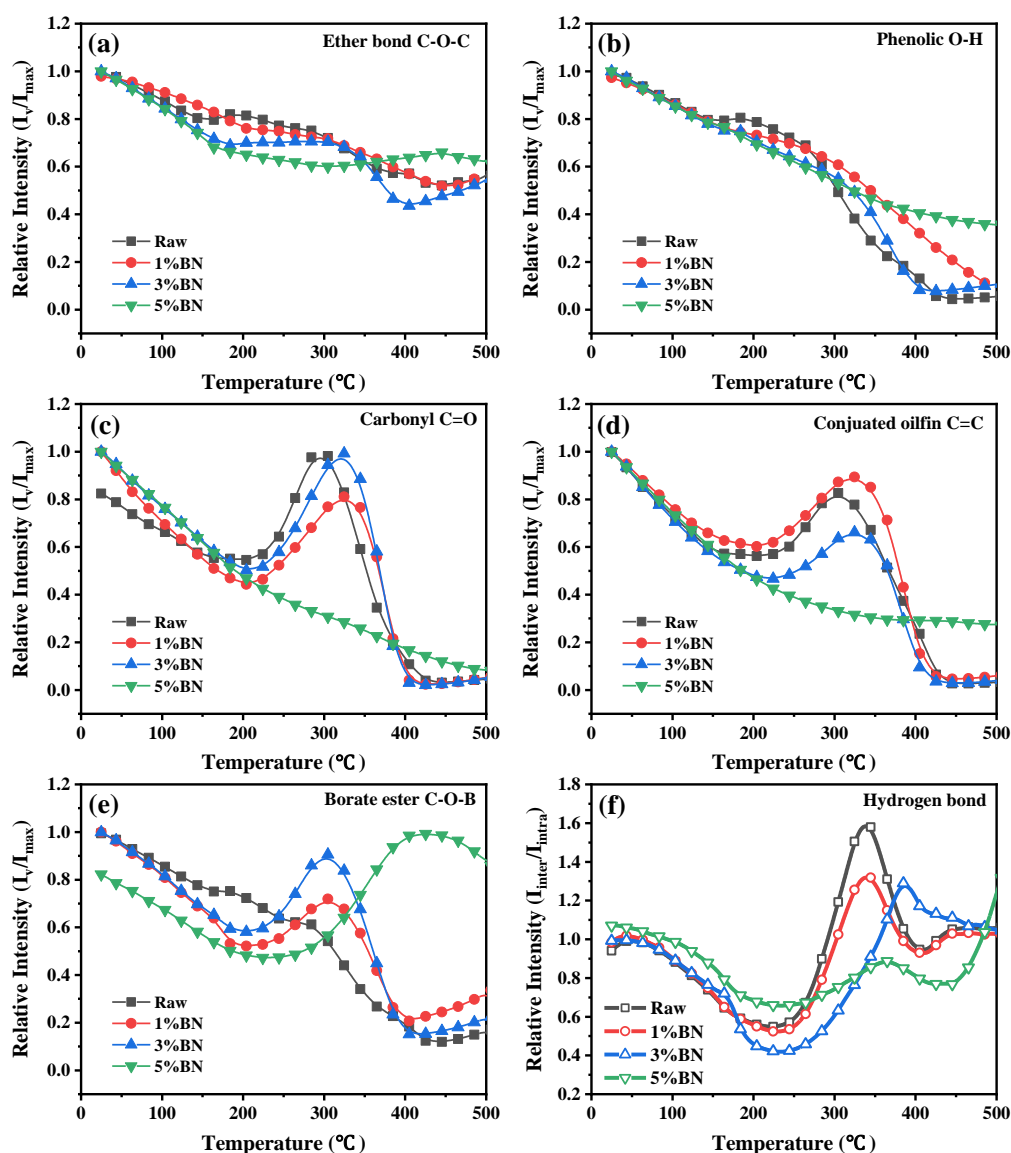 (a)
Ether bond C-O-C
Relative Intensity (Iv/Imax)
1.2
1.0
0.8
0.6
0.4
0.2
0.0
Raw
1%BN
3%BN
5%BN
0 100 200 300 400 500
Temperature (℃)
(b)
Phenolic O-H
Relative Intensity (Iv/Imax)
1.2
1.0
0.8
0.6
0.4
0.2
0.0
Raw
1%BN
3%BN
5%BN
0 100 200 300 400 500
Temperature (℃)
(c)
Carbonyl C=O
Relative Intensity (Iv/Imax)
1.2
1.0
0.8
0.6
0.4
0.2
0.0
Raw
1%BN
3%BN
5%BN
0 100 200 300 400 500
Temperature (℃)
(d)
Conjuated oilfin C=C
Relative Intensity (Iv/Imax)
1.2
1.0
0.8
0.6
0.4
0.2
0.0
Raw
1%BN
3%BN
5%BN
0 100 200 300 400 500
Temperature (℃)
(e)
Borate ester C-O-B
Relative Intensity (Iv/Imax)
1.2
1.0
0.8
0.6
0.4
0.2
0.0
Raw
1%BN
3%BN
5%BN
0 100 200 300 400 500
Temperature (℃)
(f)
Hydrogen bond
Relative Intensity (Iinter/Iintra)
1.8
1.6
1.4
1.2
1.0
0.8
0.6
0.4
0.2
Raw
1%BN
3%BN
5%BN
0 100 200 300 400 500
Temperature (℃)